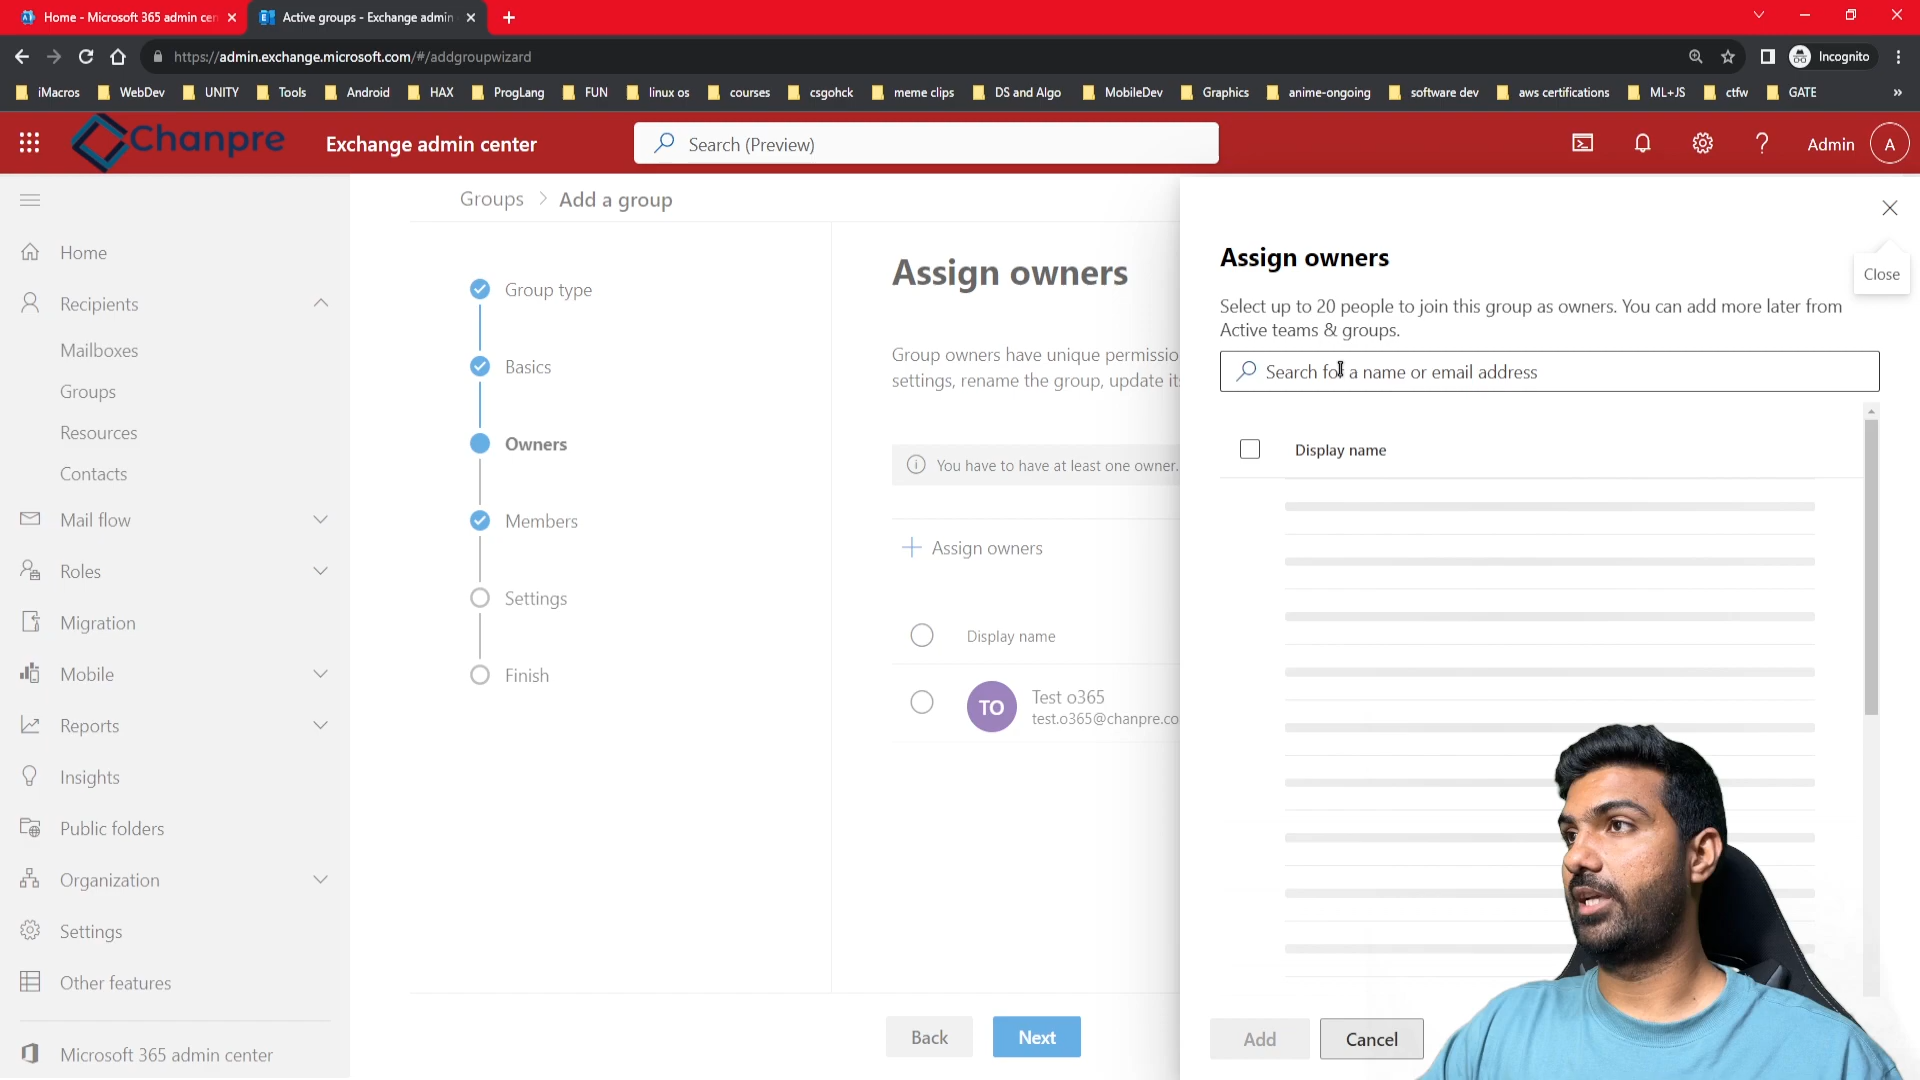 Home - Microsoft 365 admin cen
Active groups - Exchange admin
https://admin.exchange.microsoft.com/#/addgroupwizard
Incognito
iMacros
WebDev
UNITY
Tools
Android
HAX
ProgLang
FUN
linux os
courses
csgohck
meme clips
DS and Algo
MobileDev
Graphics
anime-ongoing
software dev
aws certifications
ML+JS
ctfw
GATE
Chanpre
Exchange admin center
Search (Preview)
Admin
A
Home
Recipients
Mailboxes
Groups
Resources
Contacts
Mail flow
Roles
Migration
Mobile
Reports
Insights
Public folders
Organization
Settings
Other features
Microsoft 365 admin center
Groups > Add a group
Group type
Basics
Owners
Members
Settings
Finish
Assign owners
Group owners have unique permissio
settings, rename the group, update it
You have to have at least one owner.
Assign owners
Display name
TO
Test o365
test.o365@chanpre.co
Back
Next
Close
Assign owners
Select up to 20 people to join this group as owners. You can add more later from
Active teams & groups.
Search for a name or email address
Display name
Add
Cancel